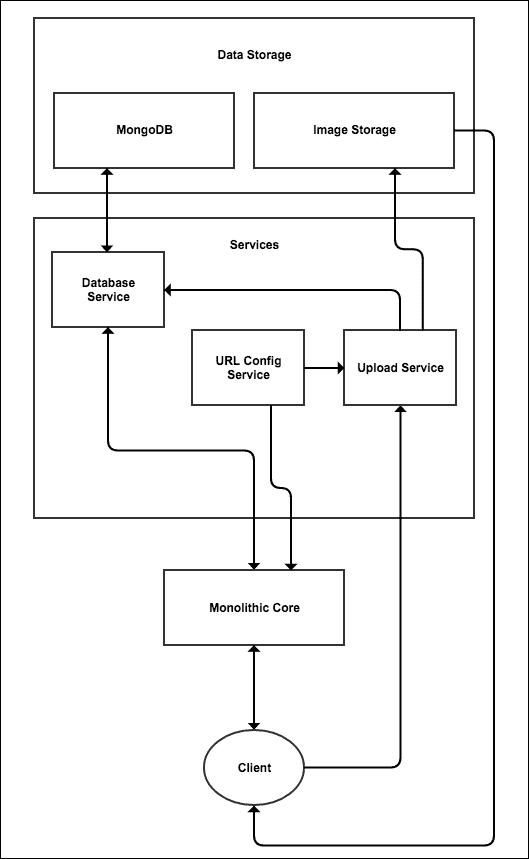 Data Storage
MongoDB
Image Storage
Services
Database
Service
URL Config
Service
Upload Service
Monolithic Core
Client